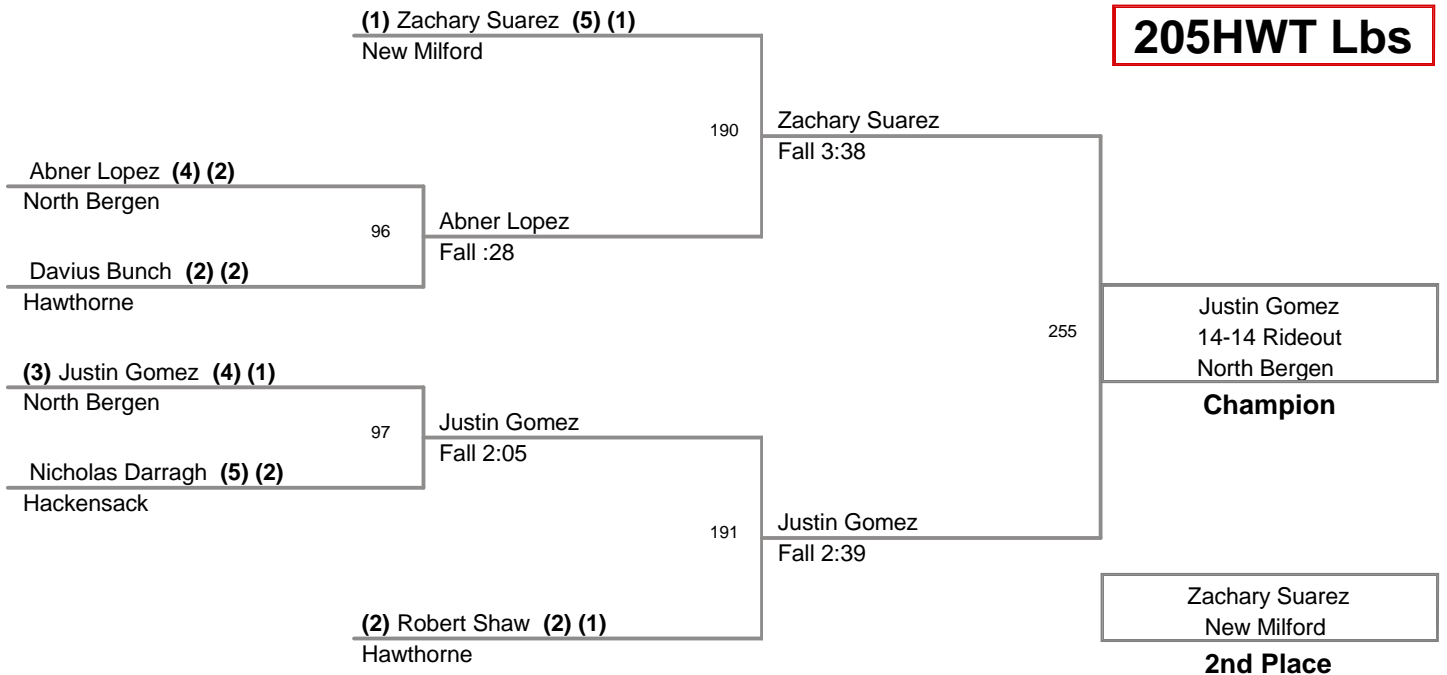 (1) Zachary Suarez (5) (1)
New Milford
205HWT Lbs
190
Zachary Suarez
Fall 3:38
Abner Lopez (4) (2)
North Bergen
96
Abner Lopez
Fall :28
Davius Bunch (2) (2)
Hawthorne
255
Justin Gomez
14-14 Rideout
North Bergen
Champion
(3) Justin Gomez (4) (1)
North Bergen
97
Justin Gomez
Fall 2:05
Nicholas Darragh (5) (2)
Hackensack
191
Justin Gomez
Fall 2:39
(2) Robert Shaw (2) (1)
Hawthorne
Zachary Suarez
New Milford
2nd Place